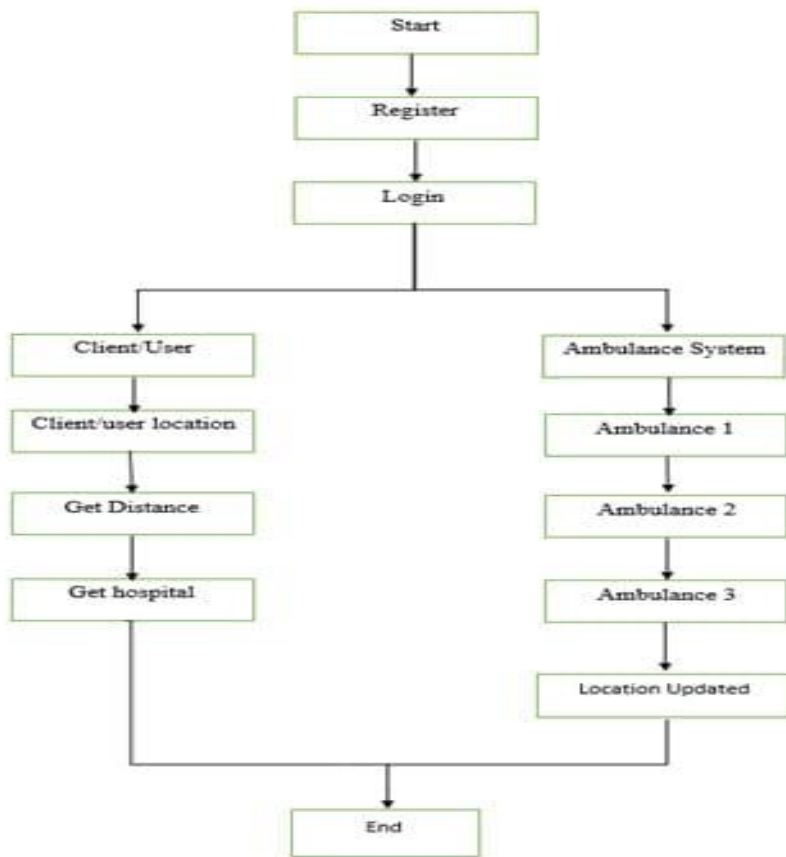 Start
Register
Login
Client/User
Client/user location
Get Distance
Get hospital
Ambulance System
Ambulance 1
Ambulance 2
Ambulance 3
Location Updated
End